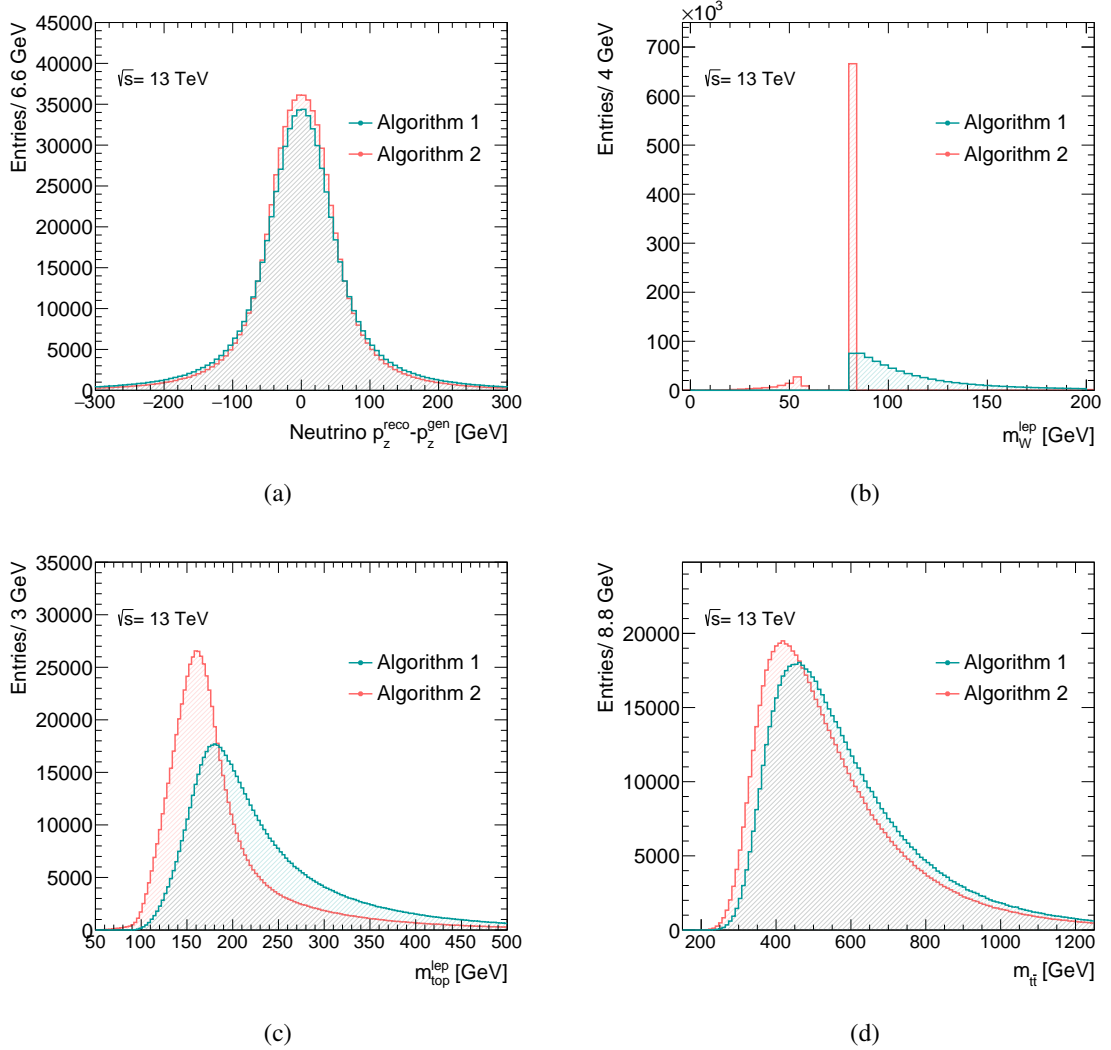 Entries/ 6.6 GeV
45000
40000
35000
30000
25000
20000
15000
10000
5000
0
√s= 13 TeV
Algorithm 1
Algorithm 2
−300 −200 −100 0 100 200 300
Neutrino p_z^reco-p_z^gen [GeV]
(a)
×10³
Entries/ 4 GeV
700
600
500
400
300
200
100
0
√s= 13 TeV
Algorithm 1
Algorithm 2
0 50 100 150 200
m_W^lep [GeV]
(b)
Entries/ 3 GeV
35000
30000
25000
20000
15000
10000
5000
0
√s= 13 TeV
Algorithm 1
Algorithm 2
50 100 150 200 250 300 350 400 450 500
m_top^lep [GeV]
(c)
Entries/ 8.8 GeV
20000
15000
10000
5000
0
√s= 13 TeV
Algorithm 1
Algorithm 2
200 400 600 800 1000 1200
m_tt̄ [GeV]
(d)